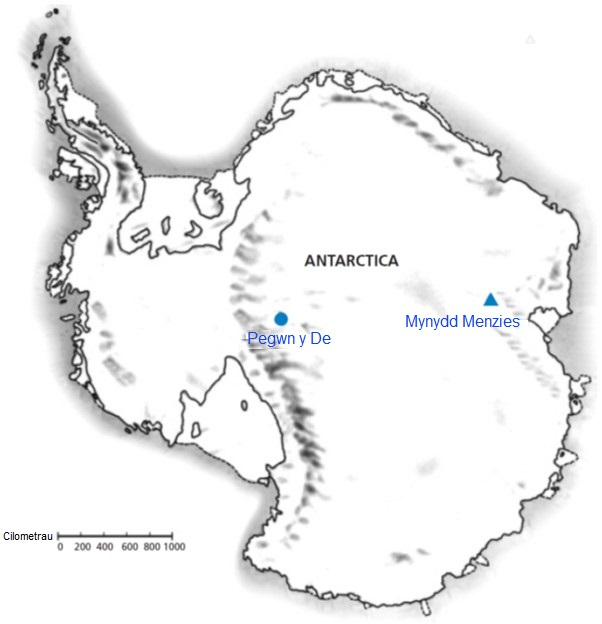 ANTARCTICA
Mynydd Menzies
Pegwn y De
Cilometrau
0 200 400 600 800 1000